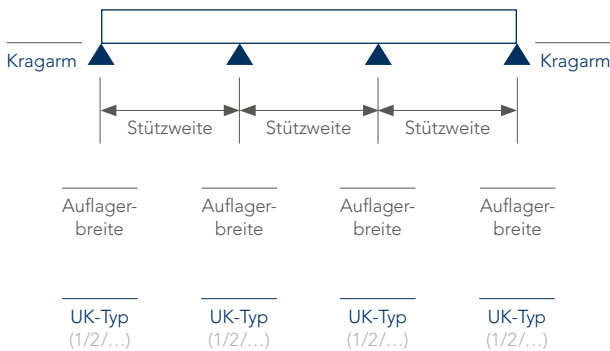 Kragarm Kragarm
Stützweite Stützweite Stützweite
Auflager- Auflager- Auflager- Auflager-
breite breite breite breite
UK-Typ UK-Typ UK-Typ UK-Typ
(1/2/…) (1/2/…) (1/2/…) (1/2/…)